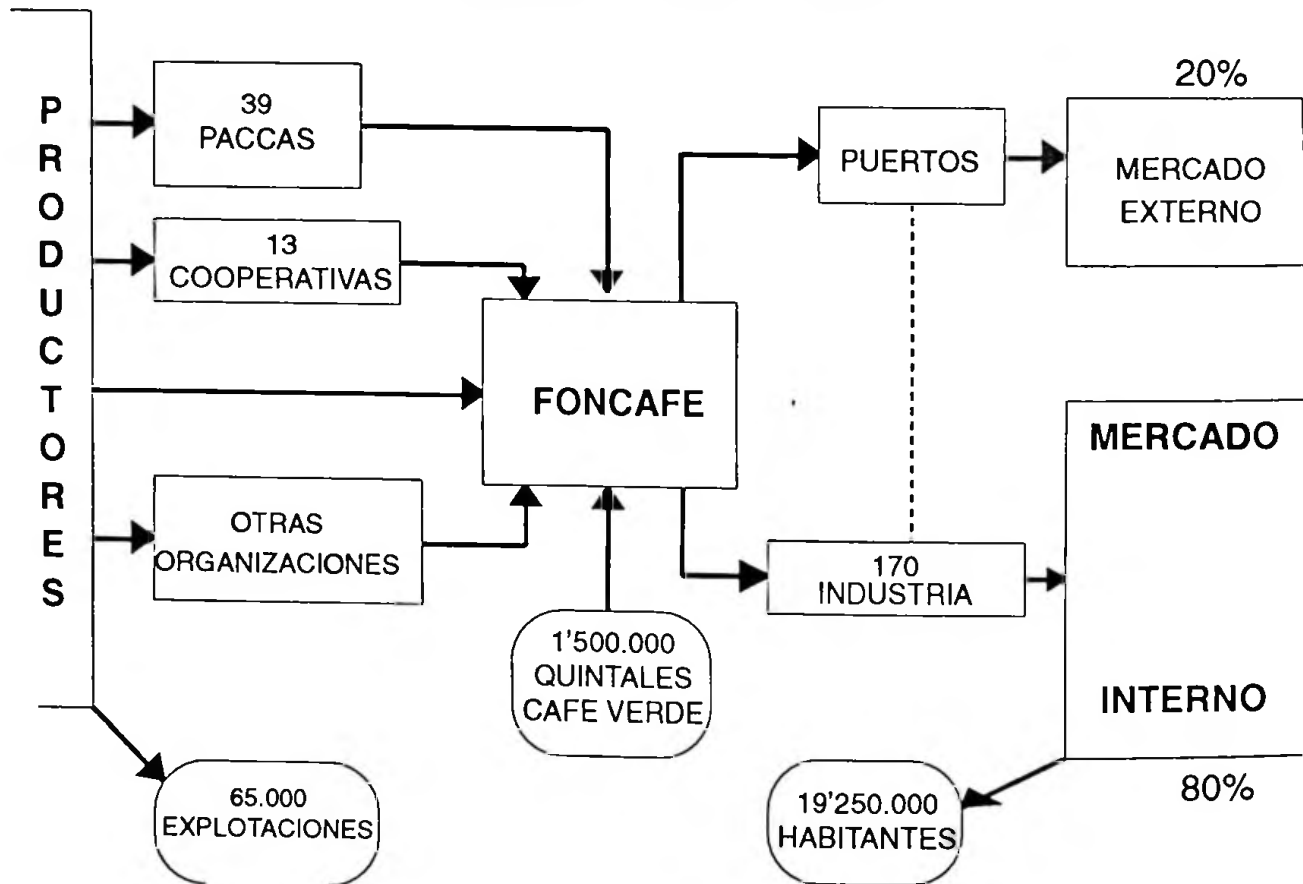 PRODUCTORES
39
PACCAS
13
COOPERATIVAS
OTRAS
ORGANIZACIONES
65.000
EXPLOTACIONES
FONCAFE
1'500.000
QUINTALES
CAFE VERDE
PUERTOS
170
INDUSTRIA
20%
MERCADO
EXTERNO
MERCADO
INTERNO
80%
19'250.000
HABITANTES